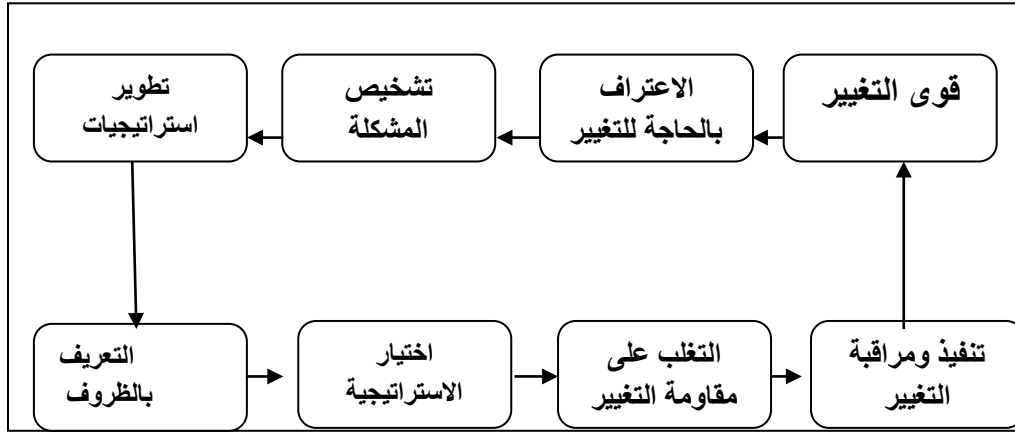 قوى التغيير
الاعتراف
بالحاجة للتغيير
تشخيص
المشكلة
تطوير
استراتيجيات
التعريف
بالظروف
اختيار
الاستراتيجية
التغلب على
مقاومة التغيير
تنفيذ ومراقبة
التغيير